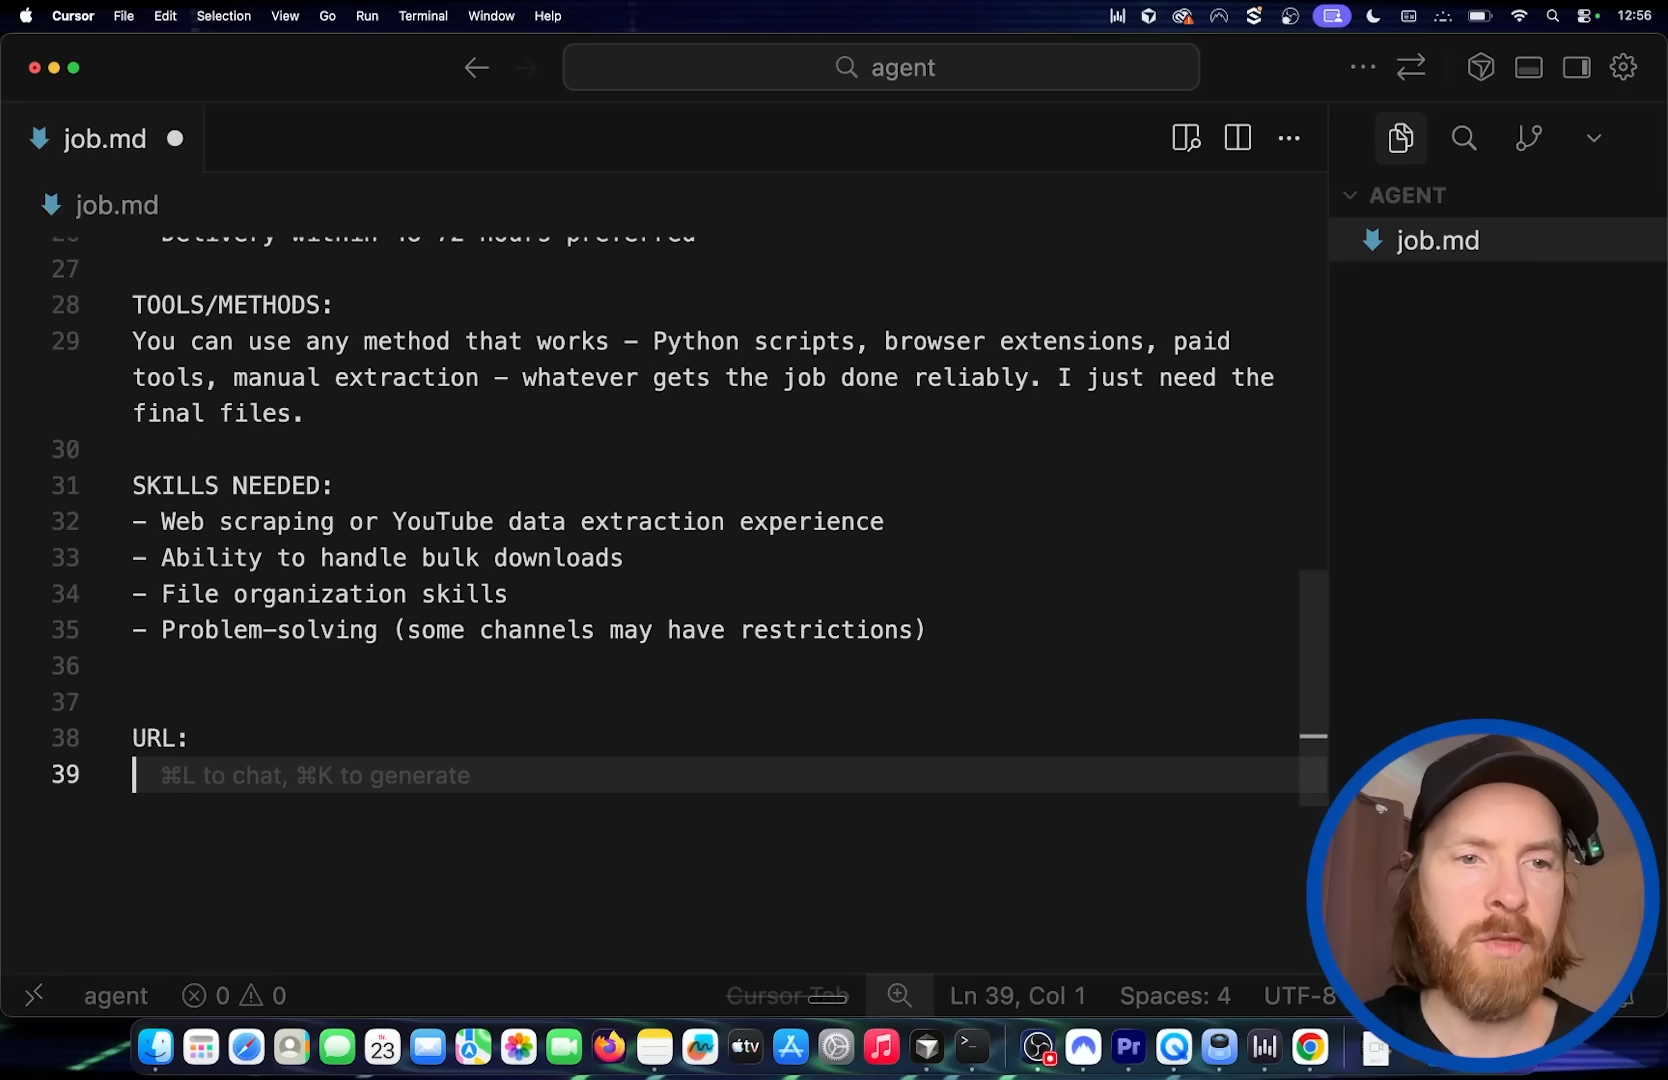 Cursor File Edit Selection View Go Run Terminal Window Help 12:56
agent
job.md
AGENT
job.md
job.md
27
28 TOOLS/METHODS:
29 You can use any method that works – Python scripts, browser extensions, paid
tools, manual extraction – whatever gets the job done reliably. I just need the
final files.
30
31 SKILLS NEEDED:
32 - Web scraping or YouTube data extraction experience
33 - Ability to handle bulk downloads
34 - File organization skills
35 - Problem-solving (some channels may have restrictions)
36
37
38 URL:
39 ⌘L to chat, ⌘K to generate
agent 0 0 Cursor Tab Ln 39, Col 1 Spaces: 4 UTF-8
23
tv
Pr